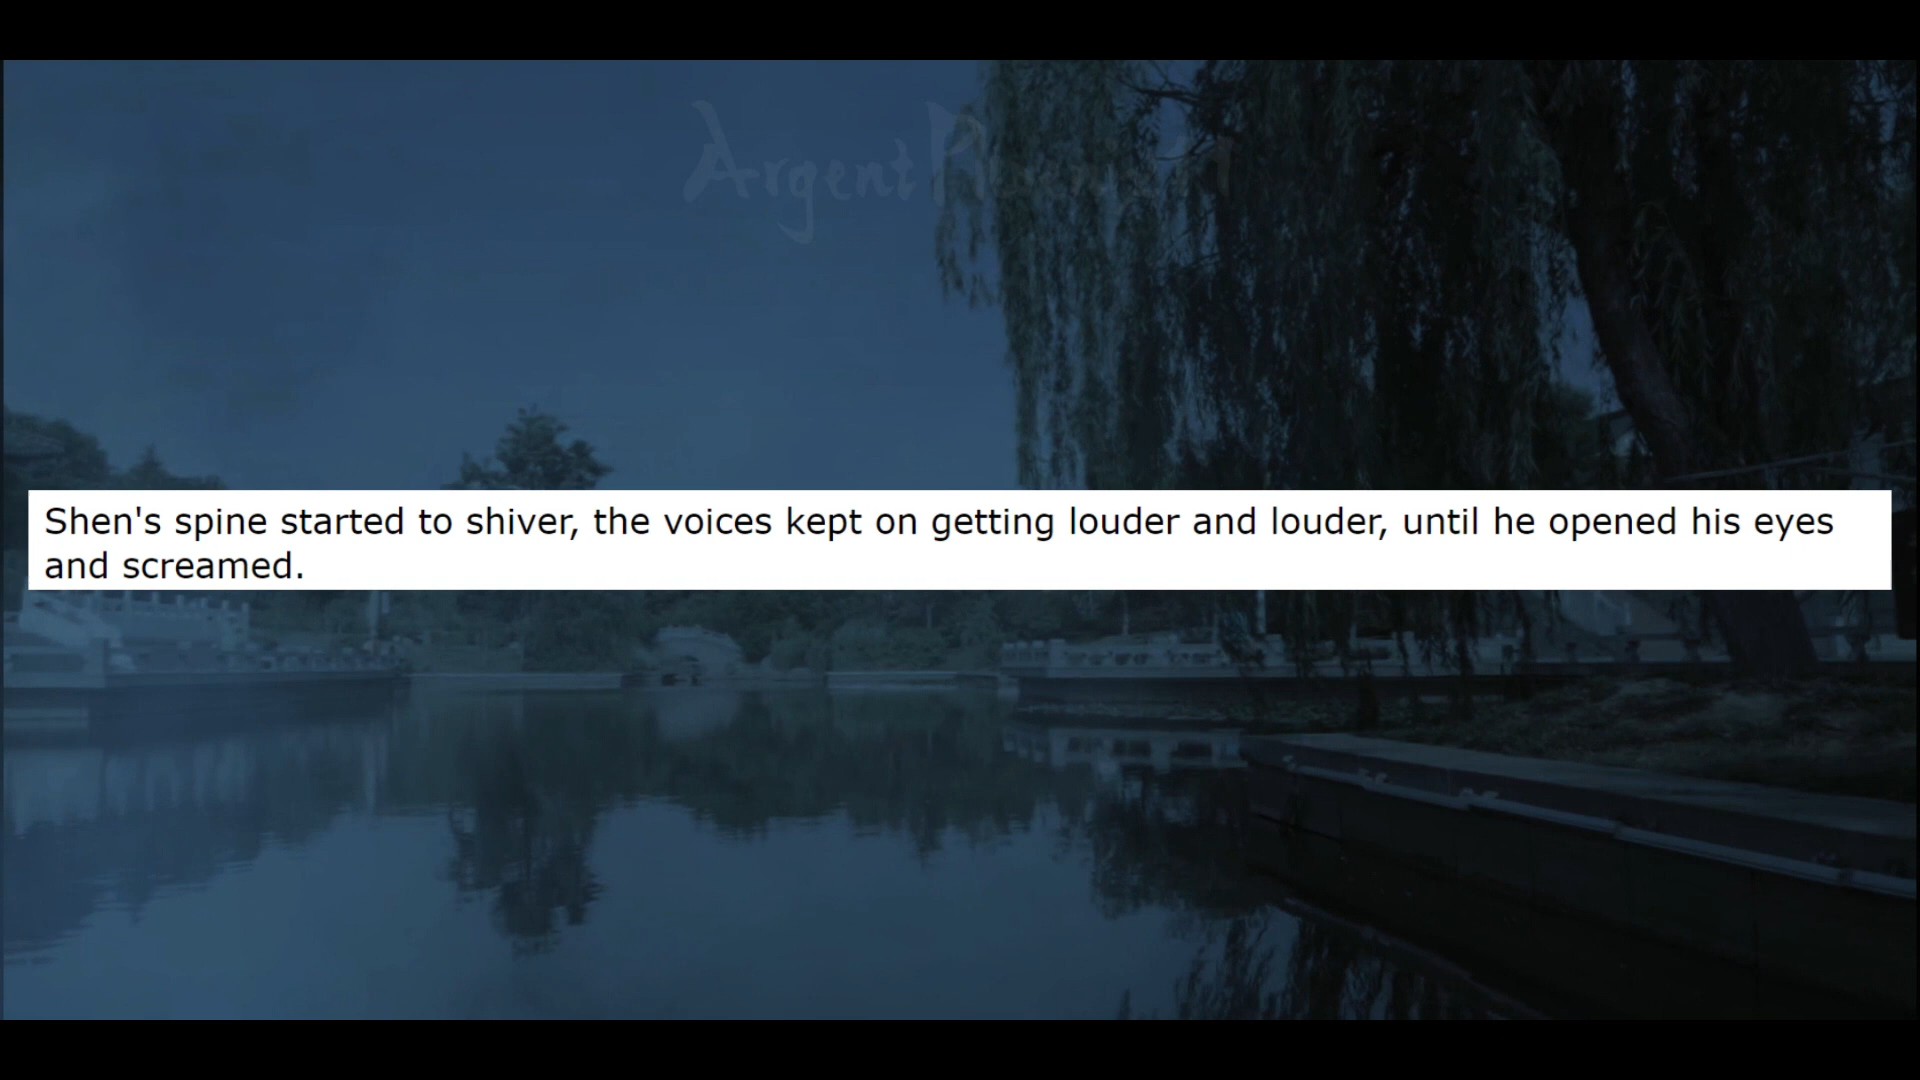 Argent
Shen's spine started to shiver, the voices kept on getting louder and louder, until he opened his eyes
and screamed.